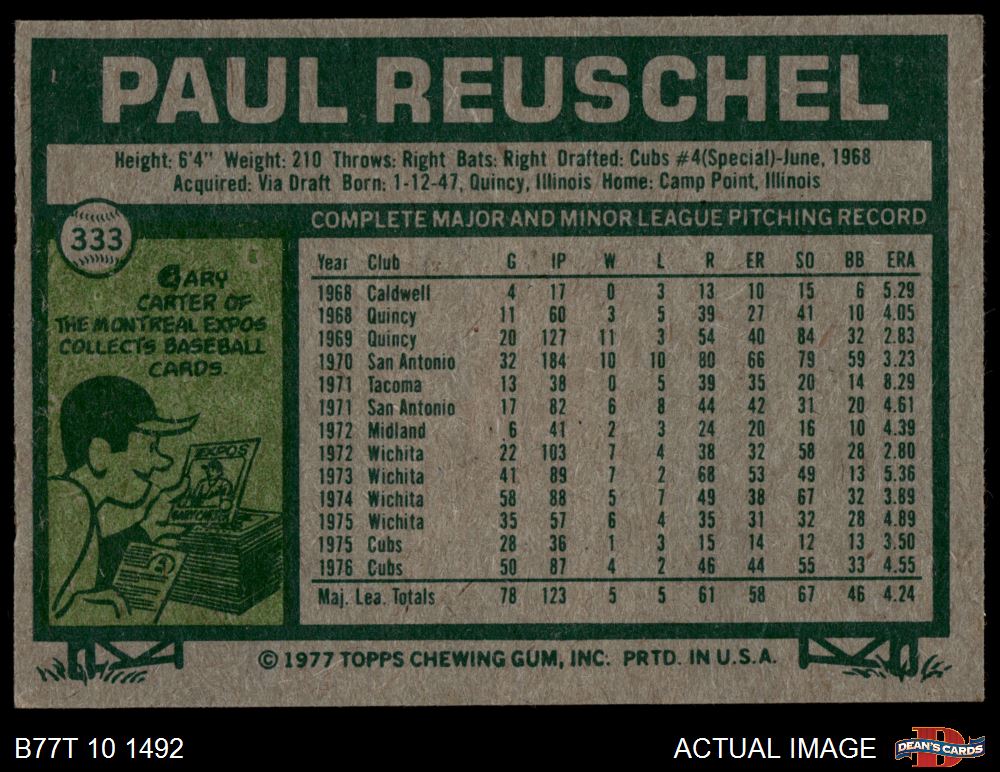 PAUL REUSCHEL
Height: 6'4" Weight: 210 Throws: Right Bats: Right Drafted: Cubs #4(Special)-June, 1968
Acquired: Via Draft Born: 1-12-47, Quincy, Illinois Home: Camp Point, Illinois
333
COMPLETE MAJOR AND MINOR LEAGUE PITCHING RECORD
GARY
CARTER OF
THE MONTREAL EXPOS
COLLECTS BASEBALL
CARDS.
EXPOS
GARY CARTER
Year Club G IP W L R ER SO BB ERA
1968 Caldwell 4 17 0 3 13 10 15 6 5.29
1968 Quincy 11 60 3 5 39 27 41 10 4.05
1969 Quincy 20 127 11 3 54 40 84 32 2.83
1970 San Antonio 32 184 10 10 80 66 79 59 3.23
1971 Tacoma 13 38 0 5 39 35 20 14 8.29
1971 San Antonio 17 82 6 8 44 42 31 20 4.61
1972 Midland 6 41 2 3 24 20 16 10 4.39
1972 Wichita 22 103 7 4 38 32 58 28 2.80
1973 Wichita 41 89 7 2 68 53 49 13 5.36
1974 Wichita 58 88 5 7 49 38 67 32 3.89
1975 Wichita 35 57 6 4 35 31 32 28 4.89
1975 Cubs 28 36 1 3 15 14 12 13 3.50
1976 Cubs 50 87 4 2 46 44 55 33 4.55
Maj. Lea. Totals 78 123 5 5 61 58 67 46 4.24
© 1977 TOPPS CHEWING GUM, INC. PRTD. IN U.S.A.
B77T 10 1492
ACTUAL IMAGE
DEAN'S CARDS